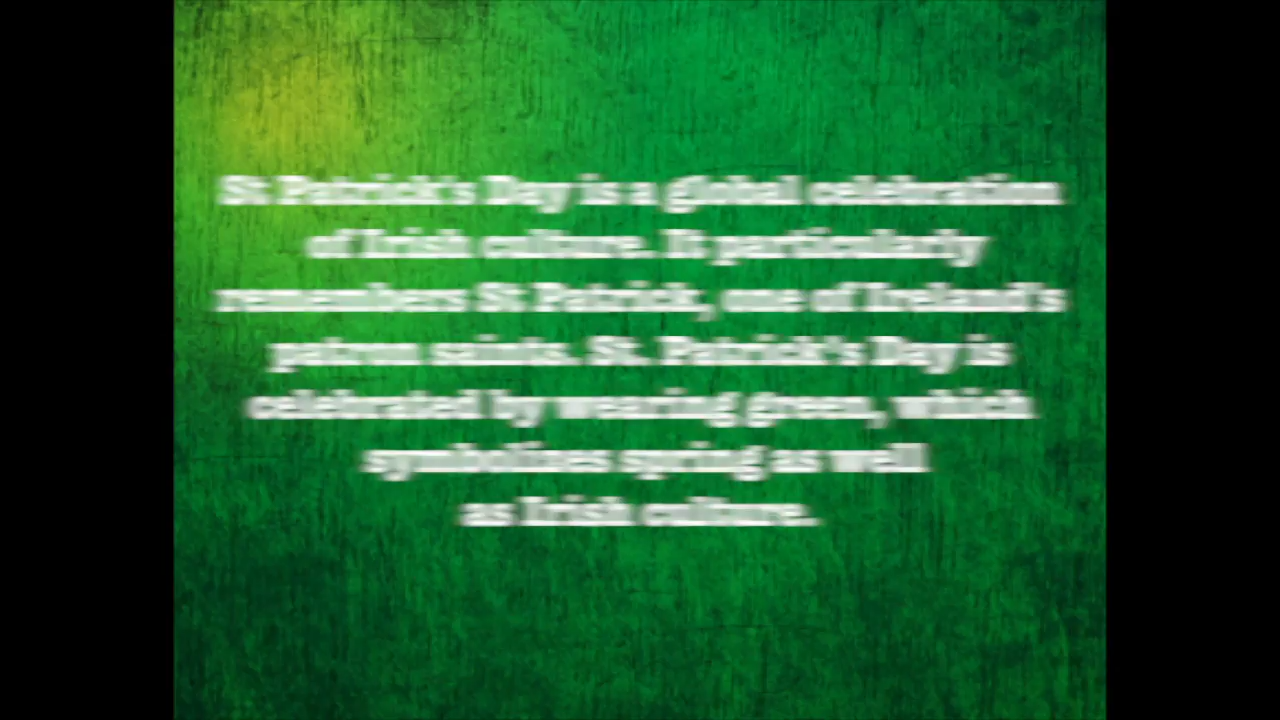 St Patrick's Day is a global celebration
of Irish culture. It particularly
remembers St Patrick, one of Ireland's
patron saints. St. Patrick's Day is
celebrated by wearing green, which
symbolizes spring as well
as Irish culture.